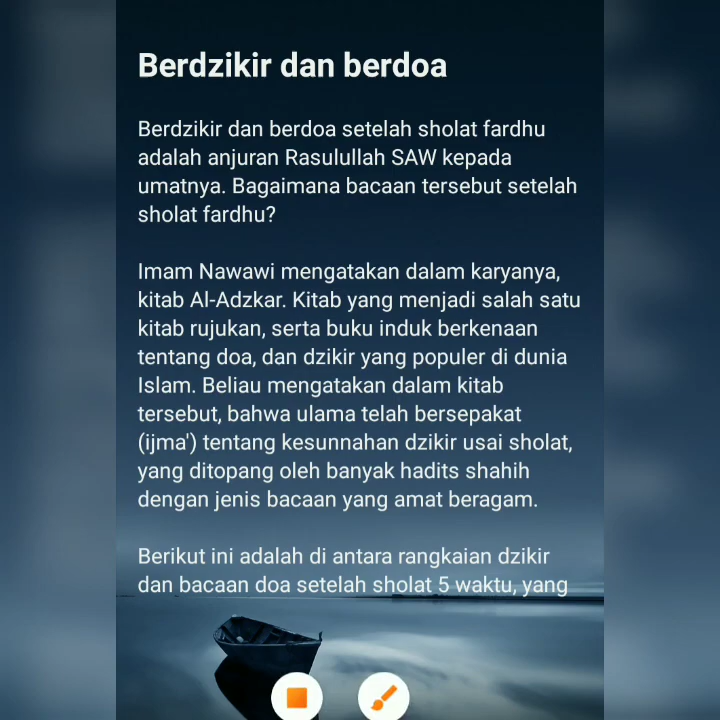 Berdzikir dan berdoa
Berdzikir dan berdoa setelah sholat fardhu
adalah anjuran Rasulullah SAW kepada
umatnya. Bagaimana bacaan tersebut setelah
sholat fardhu?
Imam Nawawi mengatakan dalam karyanya,
kitab Al-Adzkar. Kitab yang menjadi salah satu
kitab rujukan, serta buku induk berkenaan
tentang doa, dan dzikir yang populer di dunia
Islam. Beliau mengatakan dalam kitab
tersebut, bahwa ulama telah bersepakat
(ijma') tentang kesunnahan dzikir usai sholat,
yang ditopang oleh banyak hadits shahih
dengan jenis bacaan yang amat beragam.
Berikut ini adalah di antara rangkaian dzikir
dan bacaan doa setelah sholat 5 waktu, yang